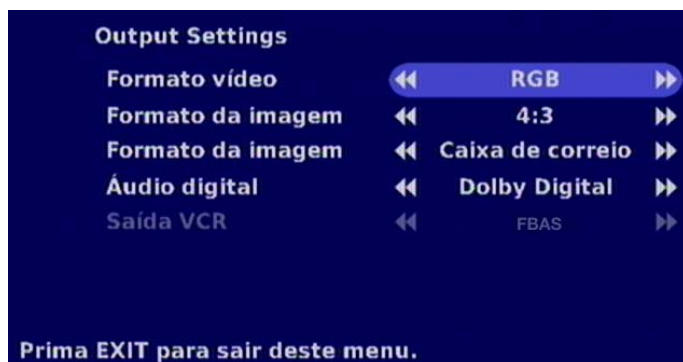 Output Settings
Formato vídeo RGB
Formato da imagem 4:3
Formato da imagem Caixa de correio
Áudio digital Dolby Digital
Saída VCR FBAS
Prima EXIT para sair deste menu.